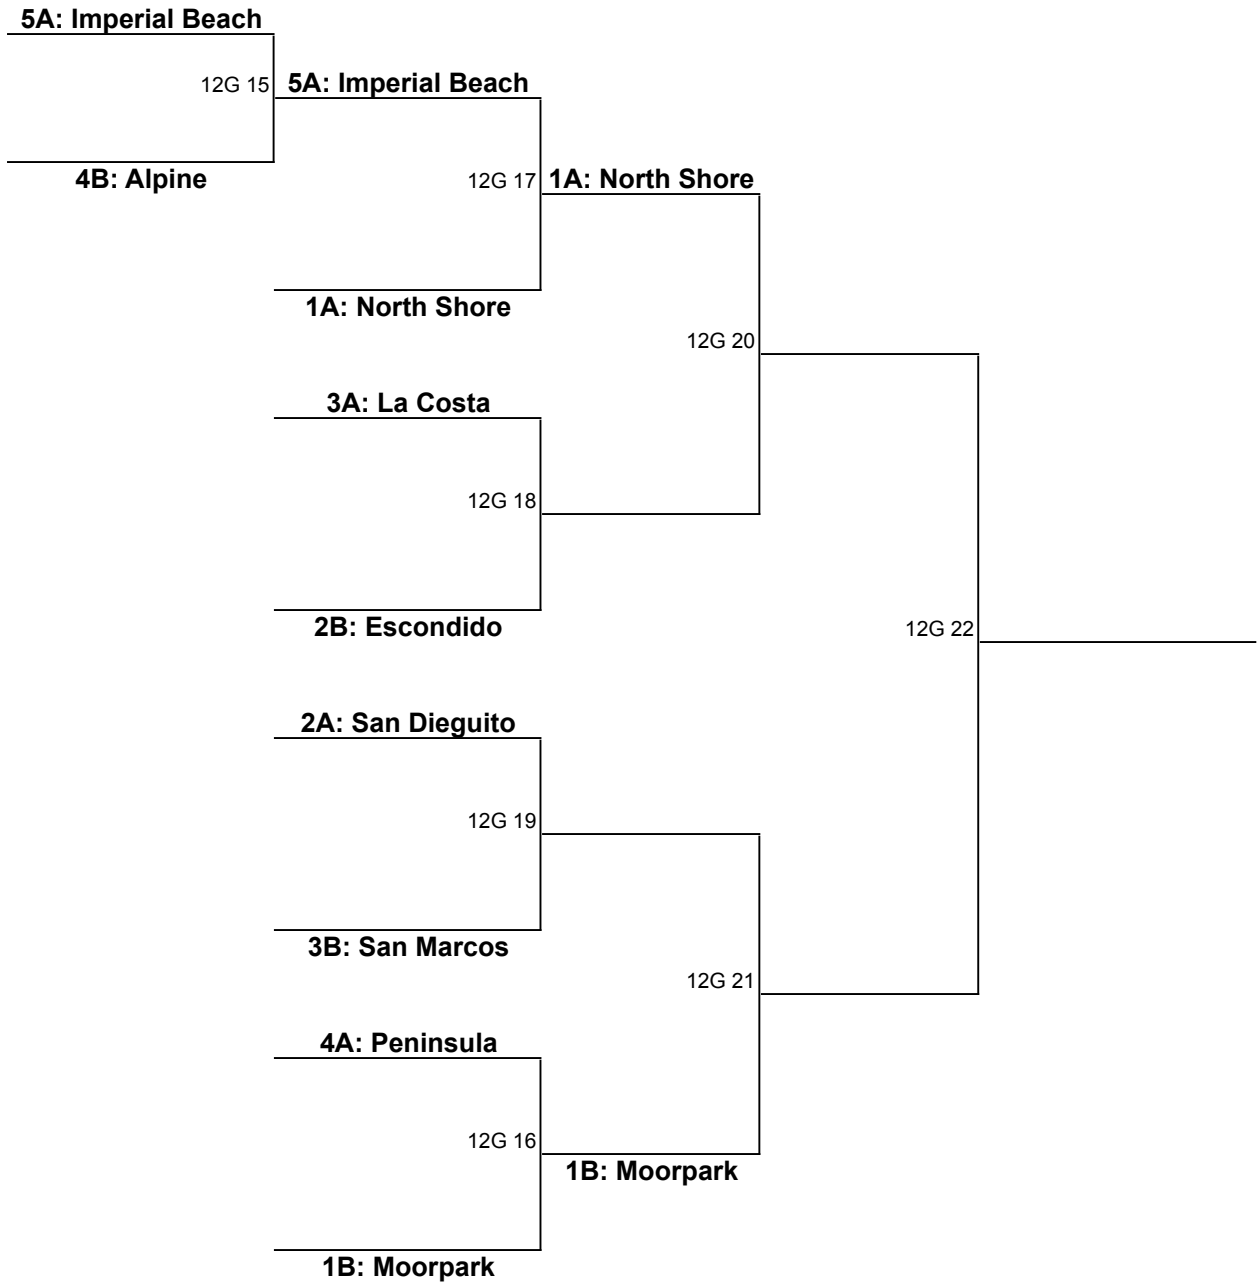 5A: Imperial Beach
12G 15
5A: Imperial Beach
4B: Alpine
12G 17
1A: North Shore
1A: North Shore
12G 20
3A: La Costa
12G 18
2B: Escondido
12G 22
2A: San Dieguito
12G 19
3B: San Marcos
12G 21
4A: Peninsula
12G 16
1B: Moorpark
1B: Moorpark